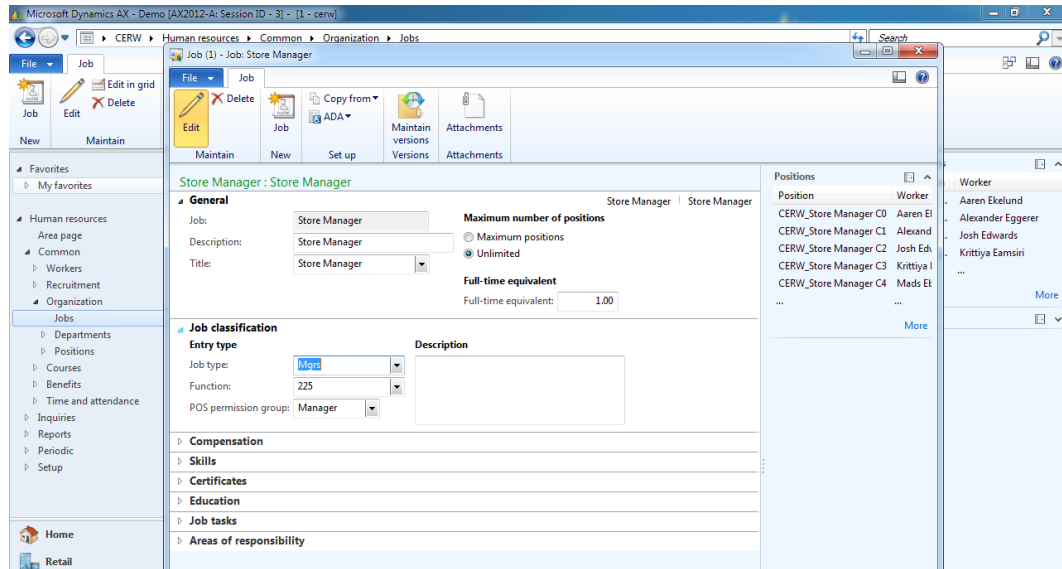 Microsoft Dynamics AX - Demo [AX2012-A: Session ID - 3] - [1 - cerw]
CERW Human resources Common Organization Jobs
Search
File Job
Job
Edit
Edit in grid
Delete
New Maintain
Favorites
My favorites
Human resources
Area page
Common
Workers
Recruitment
Organization
Jobs
Departments
Positions
Courses
Benefits
Time and attendance
Inquiries
Reports
Periodic
Setup
Home
Retail
Job (1) - Job: Store Manager
File Job
Edit
Delete
Job
Copy from
ADA
Maintain versions
Attachments
Maintain New Set up Versions Attachments
Store Manager : Store Manager
General Store Manager Store Manager
Job: Store Manager
Description: Store Manager
Title: Store Manager
Maximum number of positions
Maximum positions
Unlimited
Full-time equivalent
Full-time equivalent: 1.00
Job classification
Entry type Description
Job type: Mgrs
Function: 225
POS permission group: Manager
Compensation
Skills
Certificates
Education
Job tasks
Areas of responsibility
Positions
Position Worker
CERW_Store Manager C0 Aaren El
CERW_Store Manager C1 Alexand
CERW_Store Manager C2 Josh Edv
CERW_Store Manager C3 Krittiya
CERW_Store Manager C4 Mads Eb
... ...
More
Worker
Aaren Ekelund
Alexander Eggerer
Josh Edwards
Krittiya Eamsiri
...
More